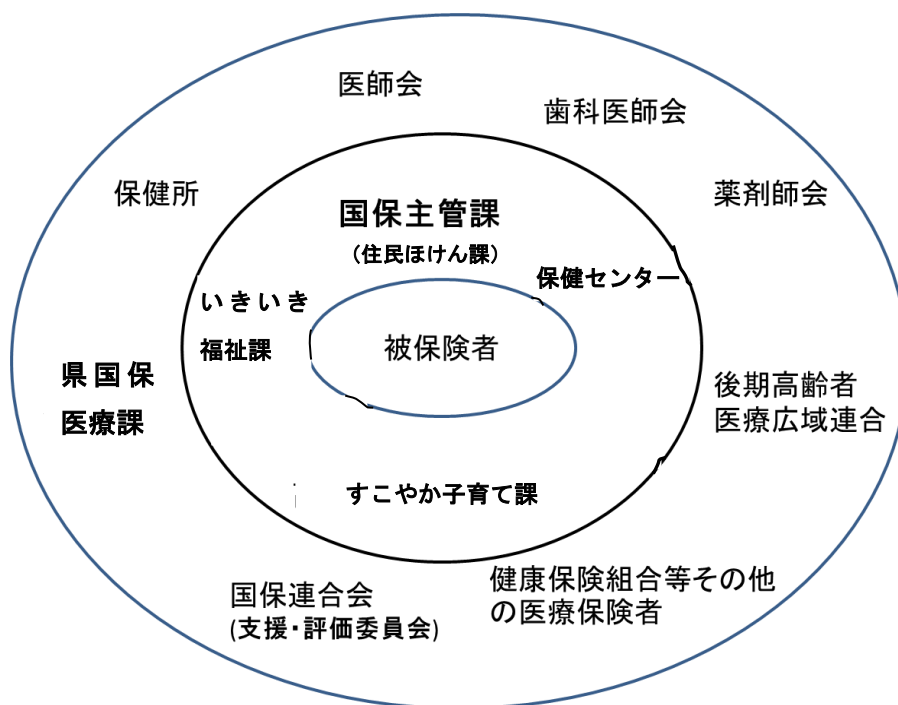 医師会
歯科医師会
保健所
薬剤師会
国保主管課
（住民ほけん課）
保健センター
いきいき
福祉課
被保険者
県国保
医療課
後期高齢者
医療広域連合
すこやか子育て課
国保連合会
(支援・評価委員会)
健康保険組合等その他
の医療保険者